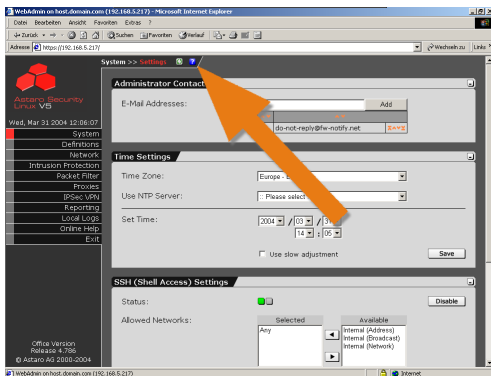 WebAdmin on host.domain.com (192.168.5.217) - Microsoft Internet Explorer
Datei Bearbeiten Ansicht Favoriten Extras ?
Zurück Suchen Favoriten Verlauf
Adresse https://192.168.5.217/ Wechseln zu Links
System >> Settings ?
Astaro Security
Linux V5
Wed, Mar 31 2004 12:06:07
System
Definitions
Network
Intrusion Protection
Packet Filter
Proxies
IPSec VPN
Reporting
Local Logs
Online Help
Exit
Office Version
Release 4.786
© Astaro AG 2000-2004
Administrator Contact
E-Mail Addresses: Add
do-not-reply@fw-notify.net
Time Settings
Time Zone: Europe -
Use NTP Server: :: Please select
Set Time: 2004 / 03 / 31
14 : 05
Use slow adjustment Save
SSH (Shell Access) Settings
Status: Disable
Allowed Networks: Selected Available
Any Internal (Address)
Internal (Broadcast)
Internal (Network)
WebAdmin on host.domain.com (192.168.5.217) Internet